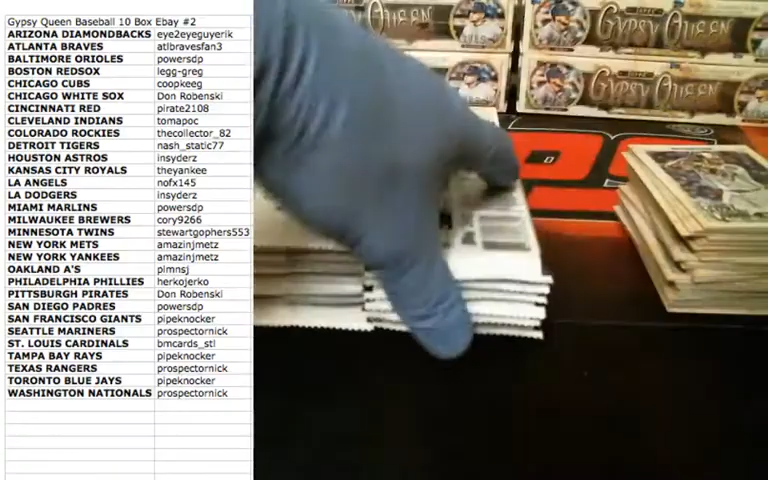 Gypsy Queen Baseball 10 Box Ebay #2
ARIZONA DIAMONDBACKS eye2eyeguyerik
ATLANTA BRAVES atlbravesfan3
BALTIMORE ORIOLES powersdp
BOSTON REDSOX legg-greg
CHICAGO CUBS coopkeeg
CHICAGO WHITE SOX Don Robenski
CINCINNATI RED pirate2108
CLEVELAND INDIANS tomapoc
COLORADO ROCKIES thecollector_82
DETROIT TIGERS nash_static77
HOUSTON ASTROS insyderz
KANSAS CITY ROYALS theyankee
LA ANGELS nofx145
LA DODGERS insyderz
MIAMI MARLINS powersdp
MILWAUKEE BREWERS cory9266
MINNESOTA TWINS stewartgophers553
NEW YORK METS amazinjmetz
NEW YORK YANKEES amazinjmetz
OAKLAND A'S plmnsj
PHILADELPHIA PHILLIES herkojerko
PITTSBURGH PIRATES Don Robenski
SAN DIEGO PADRES powersdp
SAN FRANCISCO GIANTS pipeknocker
SEATTLE MARINERS prospectornick
ST. LOUIS CARDINALS bmcards_stl
TAMPA BAY RAYS pipeknocker
TEXAS RANGERS prospectornick
TORONTO BLUE JAYS pipeknocker
WASHINGTON NATIONALS prospectornick
GYPSY QUEEN
GYPSY QUEEN
GYPSY QUEEN